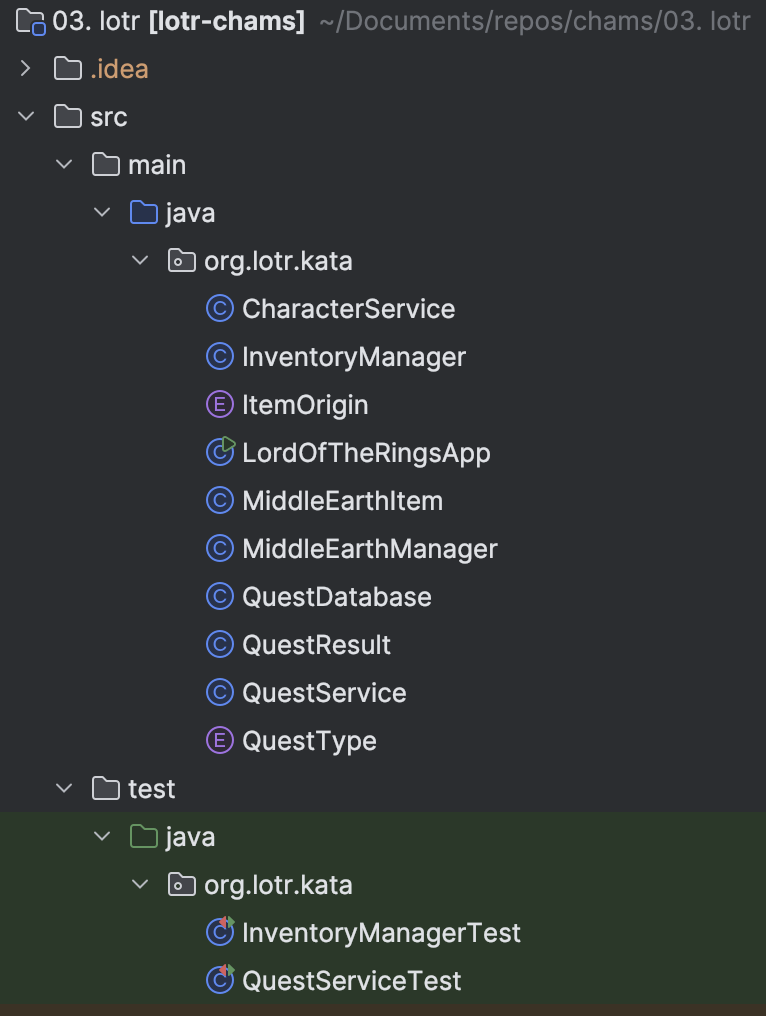 03. lotr [lotr-chams] ~/Documents/repos/chams/03. lotr
.idea
src
main
java
org.lotr.kata
C CharacterService
C InventoryManager
E ItemOrigin
C LordOfTheRingsApp
C MiddleEarthItem
C MiddleEarthManager
C QuestDatabase
C QuestResult
C QuestService
E QuestType
test
java
org.lotr.kata
C InventoryManagerTest
C QuestServiceTest